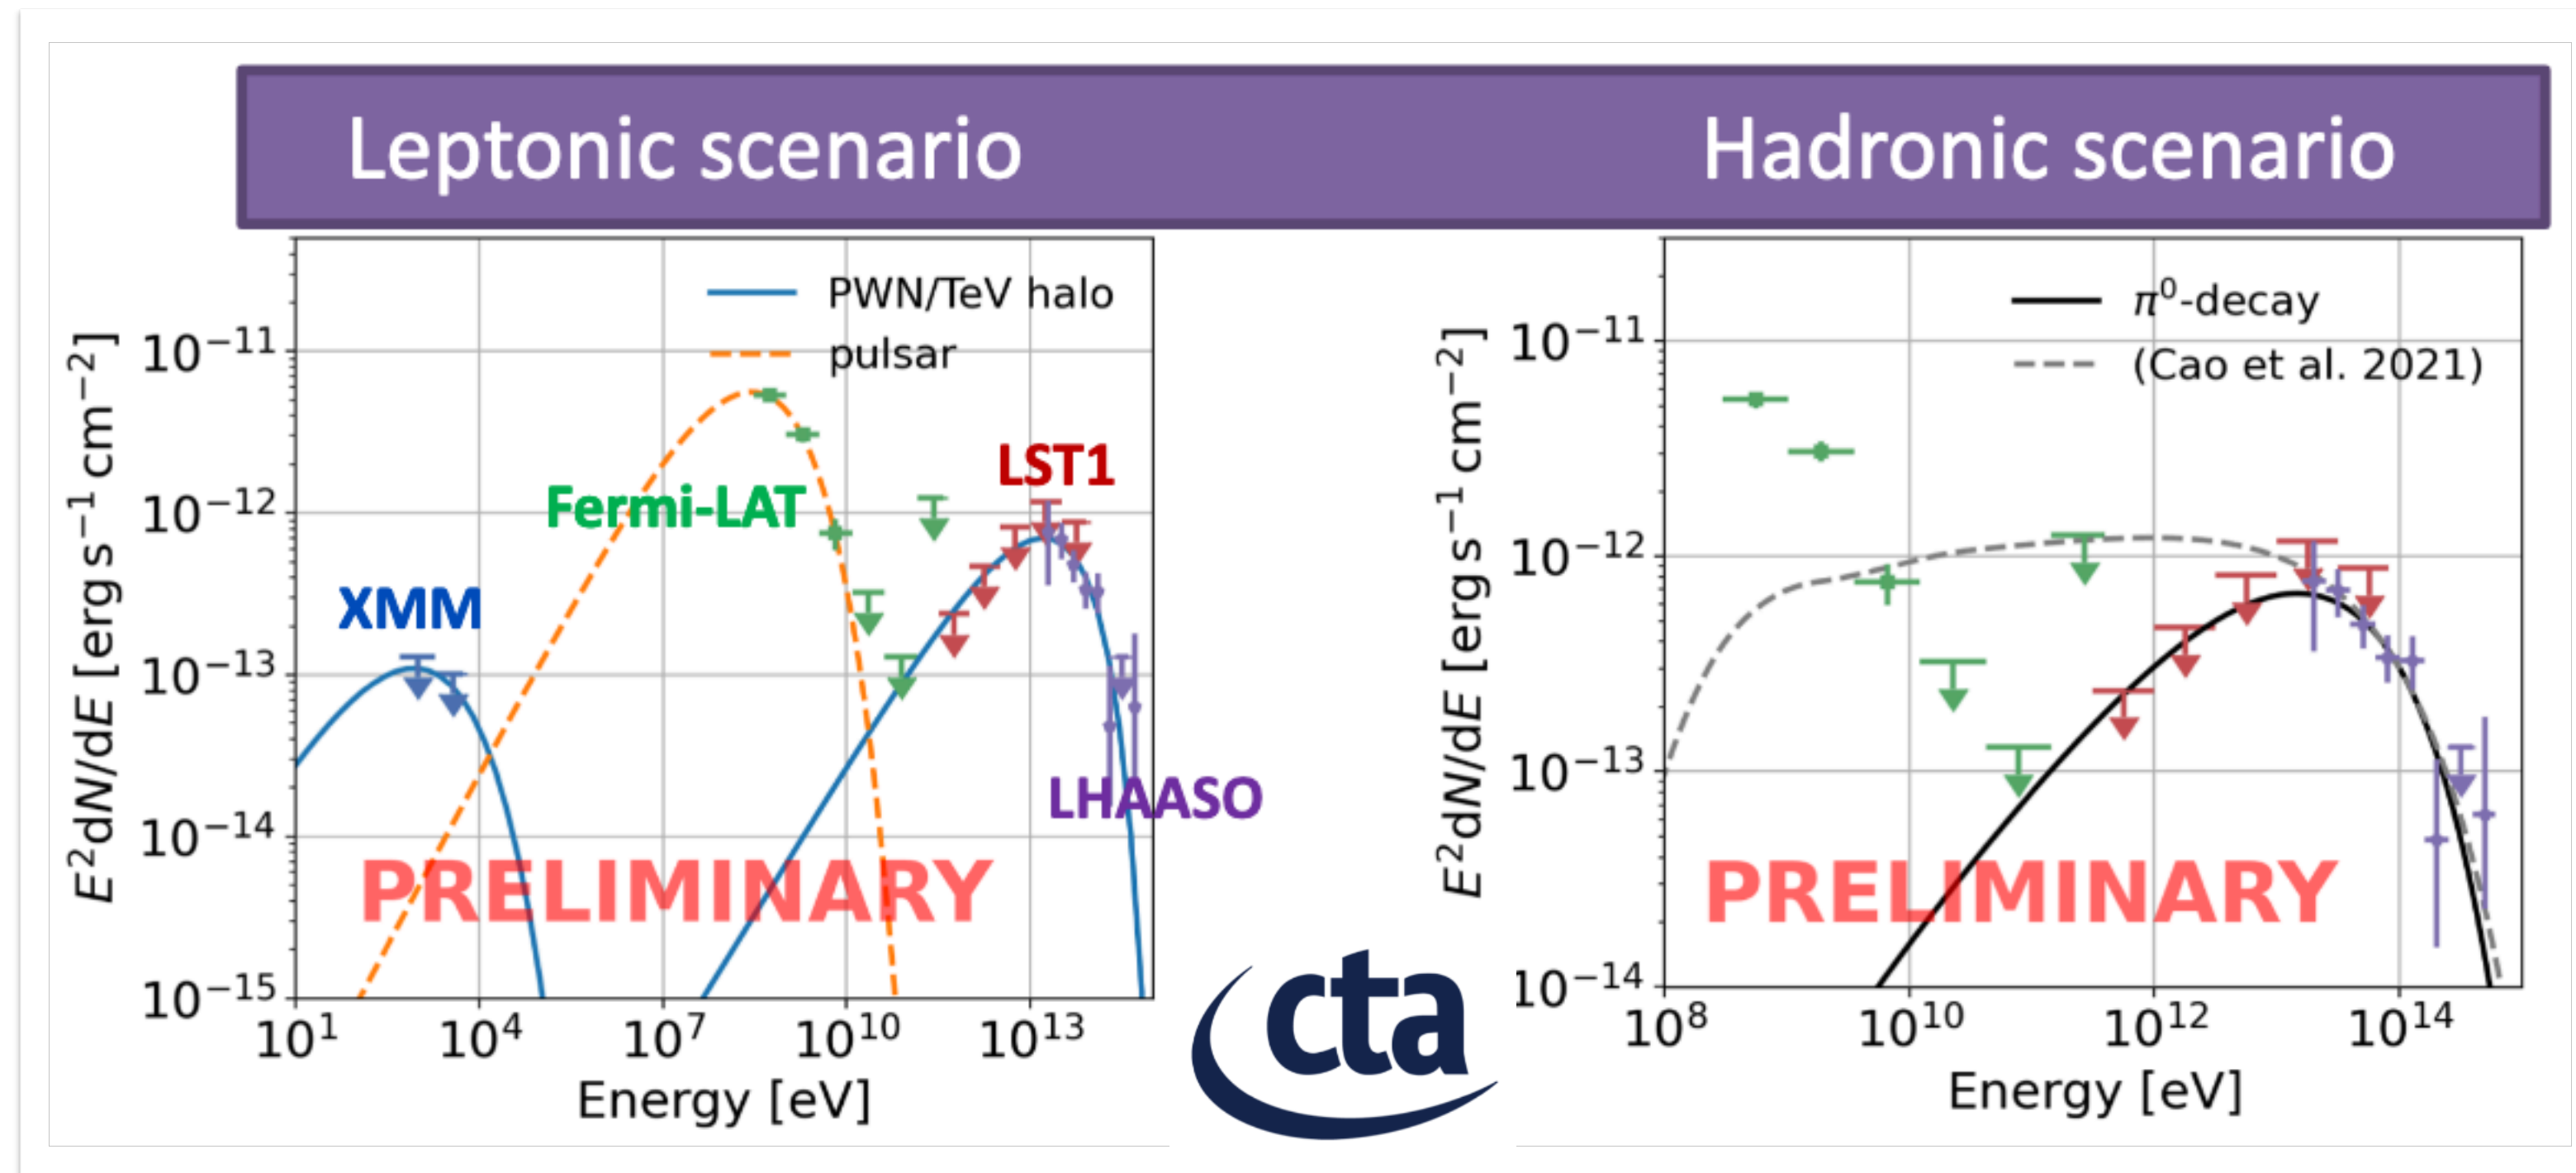 Leptonic scenario
Hadronic scenario
PWN/TeV halo
pulsar
Fermi-LAT
LST1
XMM
LHAASO
PRELIMINARY
E²dN/dE [erg s⁻¹ cm⁻²]
10⁻¹¹
10⁻¹²
10⁻¹³
10⁻¹⁴
10⁻¹⁵
10¹ 10⁴ 10⁷ 10¹⁰ 10¹³
Energy [eV]
cta
π⁰-decay
(Cao et al. 2021)
PRELIMINARY
E²dN/dE [erg s⁻¹ cm⁻²]
10⁻¹¹
10⁻¹²
10⁻¹³
10⁻¹⁴
10⁸ 10¹⁰ 10¹² 10¹⁴
Energy [eV]